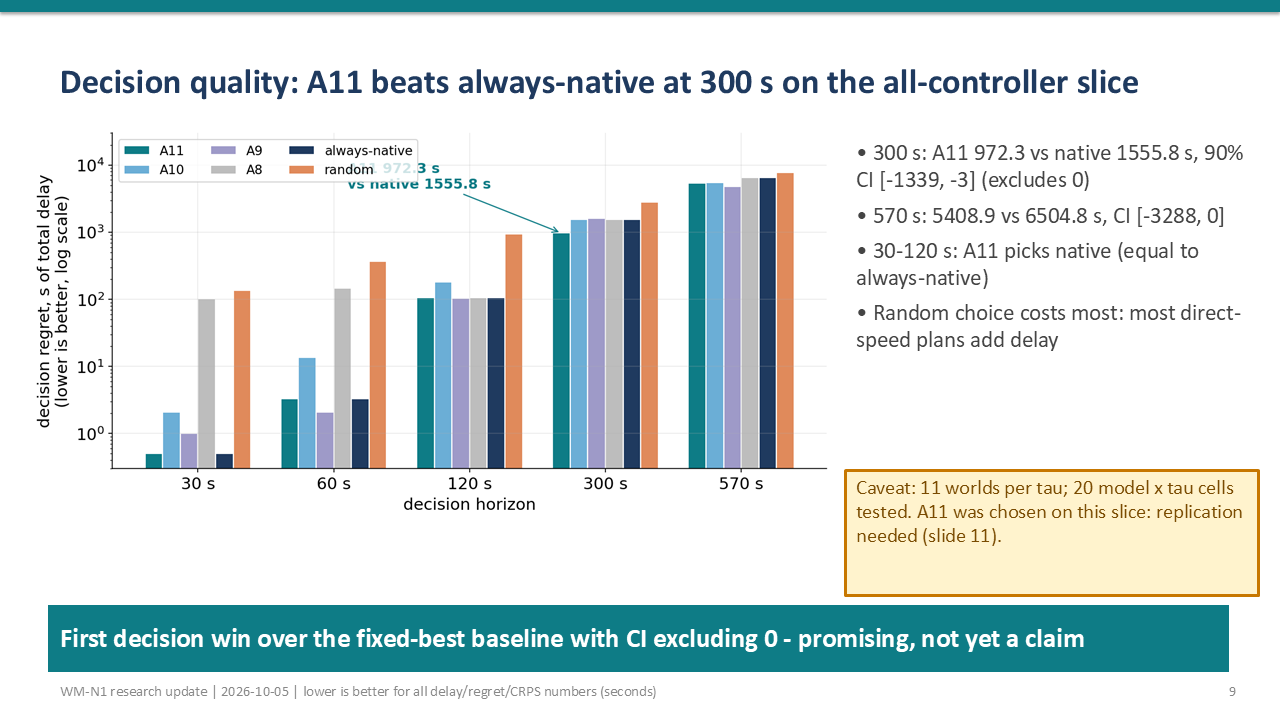 Decision quality: A11 beats always-native at 300 s on the all-controller slice
A11
A9
always-native
A10
A8
random
A11 972.3 s
vs native 1555.8 s
decision regret, s of total delay
(lower is better, log scale)
10⁴
10³
10²
10¹
10⁰
30 s
60 s
120 s
300 s
570 s
decision horizon
• 300 s: A11 972.3 vs native 1555.8 s, 90%
CI [-1339, -3] (excludes 0)
• 570 s: 5408.9 vs 6504.8 s, CI [-3288, 0]
• 30-120 s: A11 picks native (equal to
always-native)
• Random choice costs most: most direct-
speed plans add delay
Caveat: 11 worlds per tau; 20 model x tau cells
tested. A11 was chosen on this slice: replication
needed (slide 11).
First decision win over the fixed-best baseline with CI excluding 0 - promising, not yet a claim
WM-N1 research update | 2026-10-05 | lower is better for all delay/regret/CRPS numbers (seconds)
9